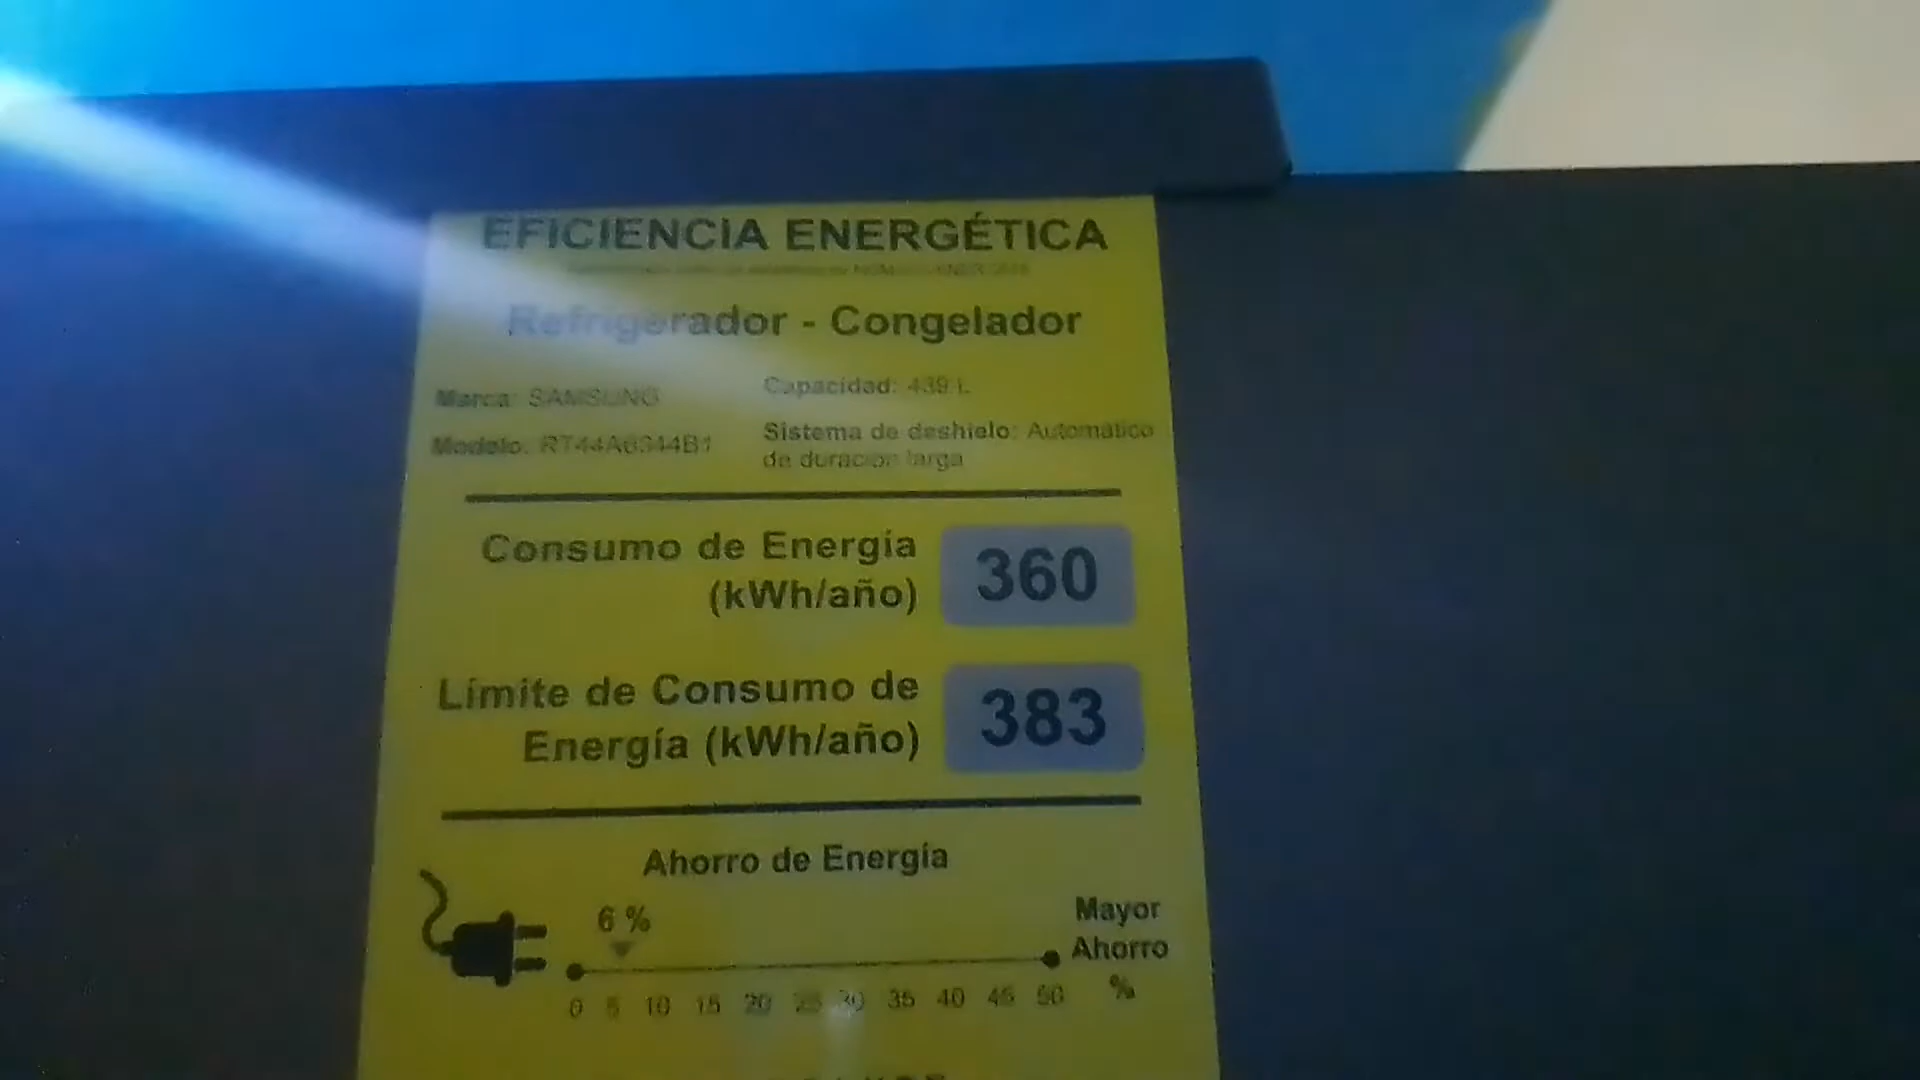 EFICIENCIA ENERGÉTICA
Refrigerador - Congelador
Marca: SAMSUNG
Capacidad: 439 L
Modelo: RT44A6344B1
Sistema de deshielo: Automático
de duración larga
Consumo de Energía
(kWh/año)
360
Límite de Consumo de
Energía (kWh/año)
383
Ahorro de Energía
6 %
Mayor
Ahorro
%
0 5 10 15 20 25 30 35 40 45 50